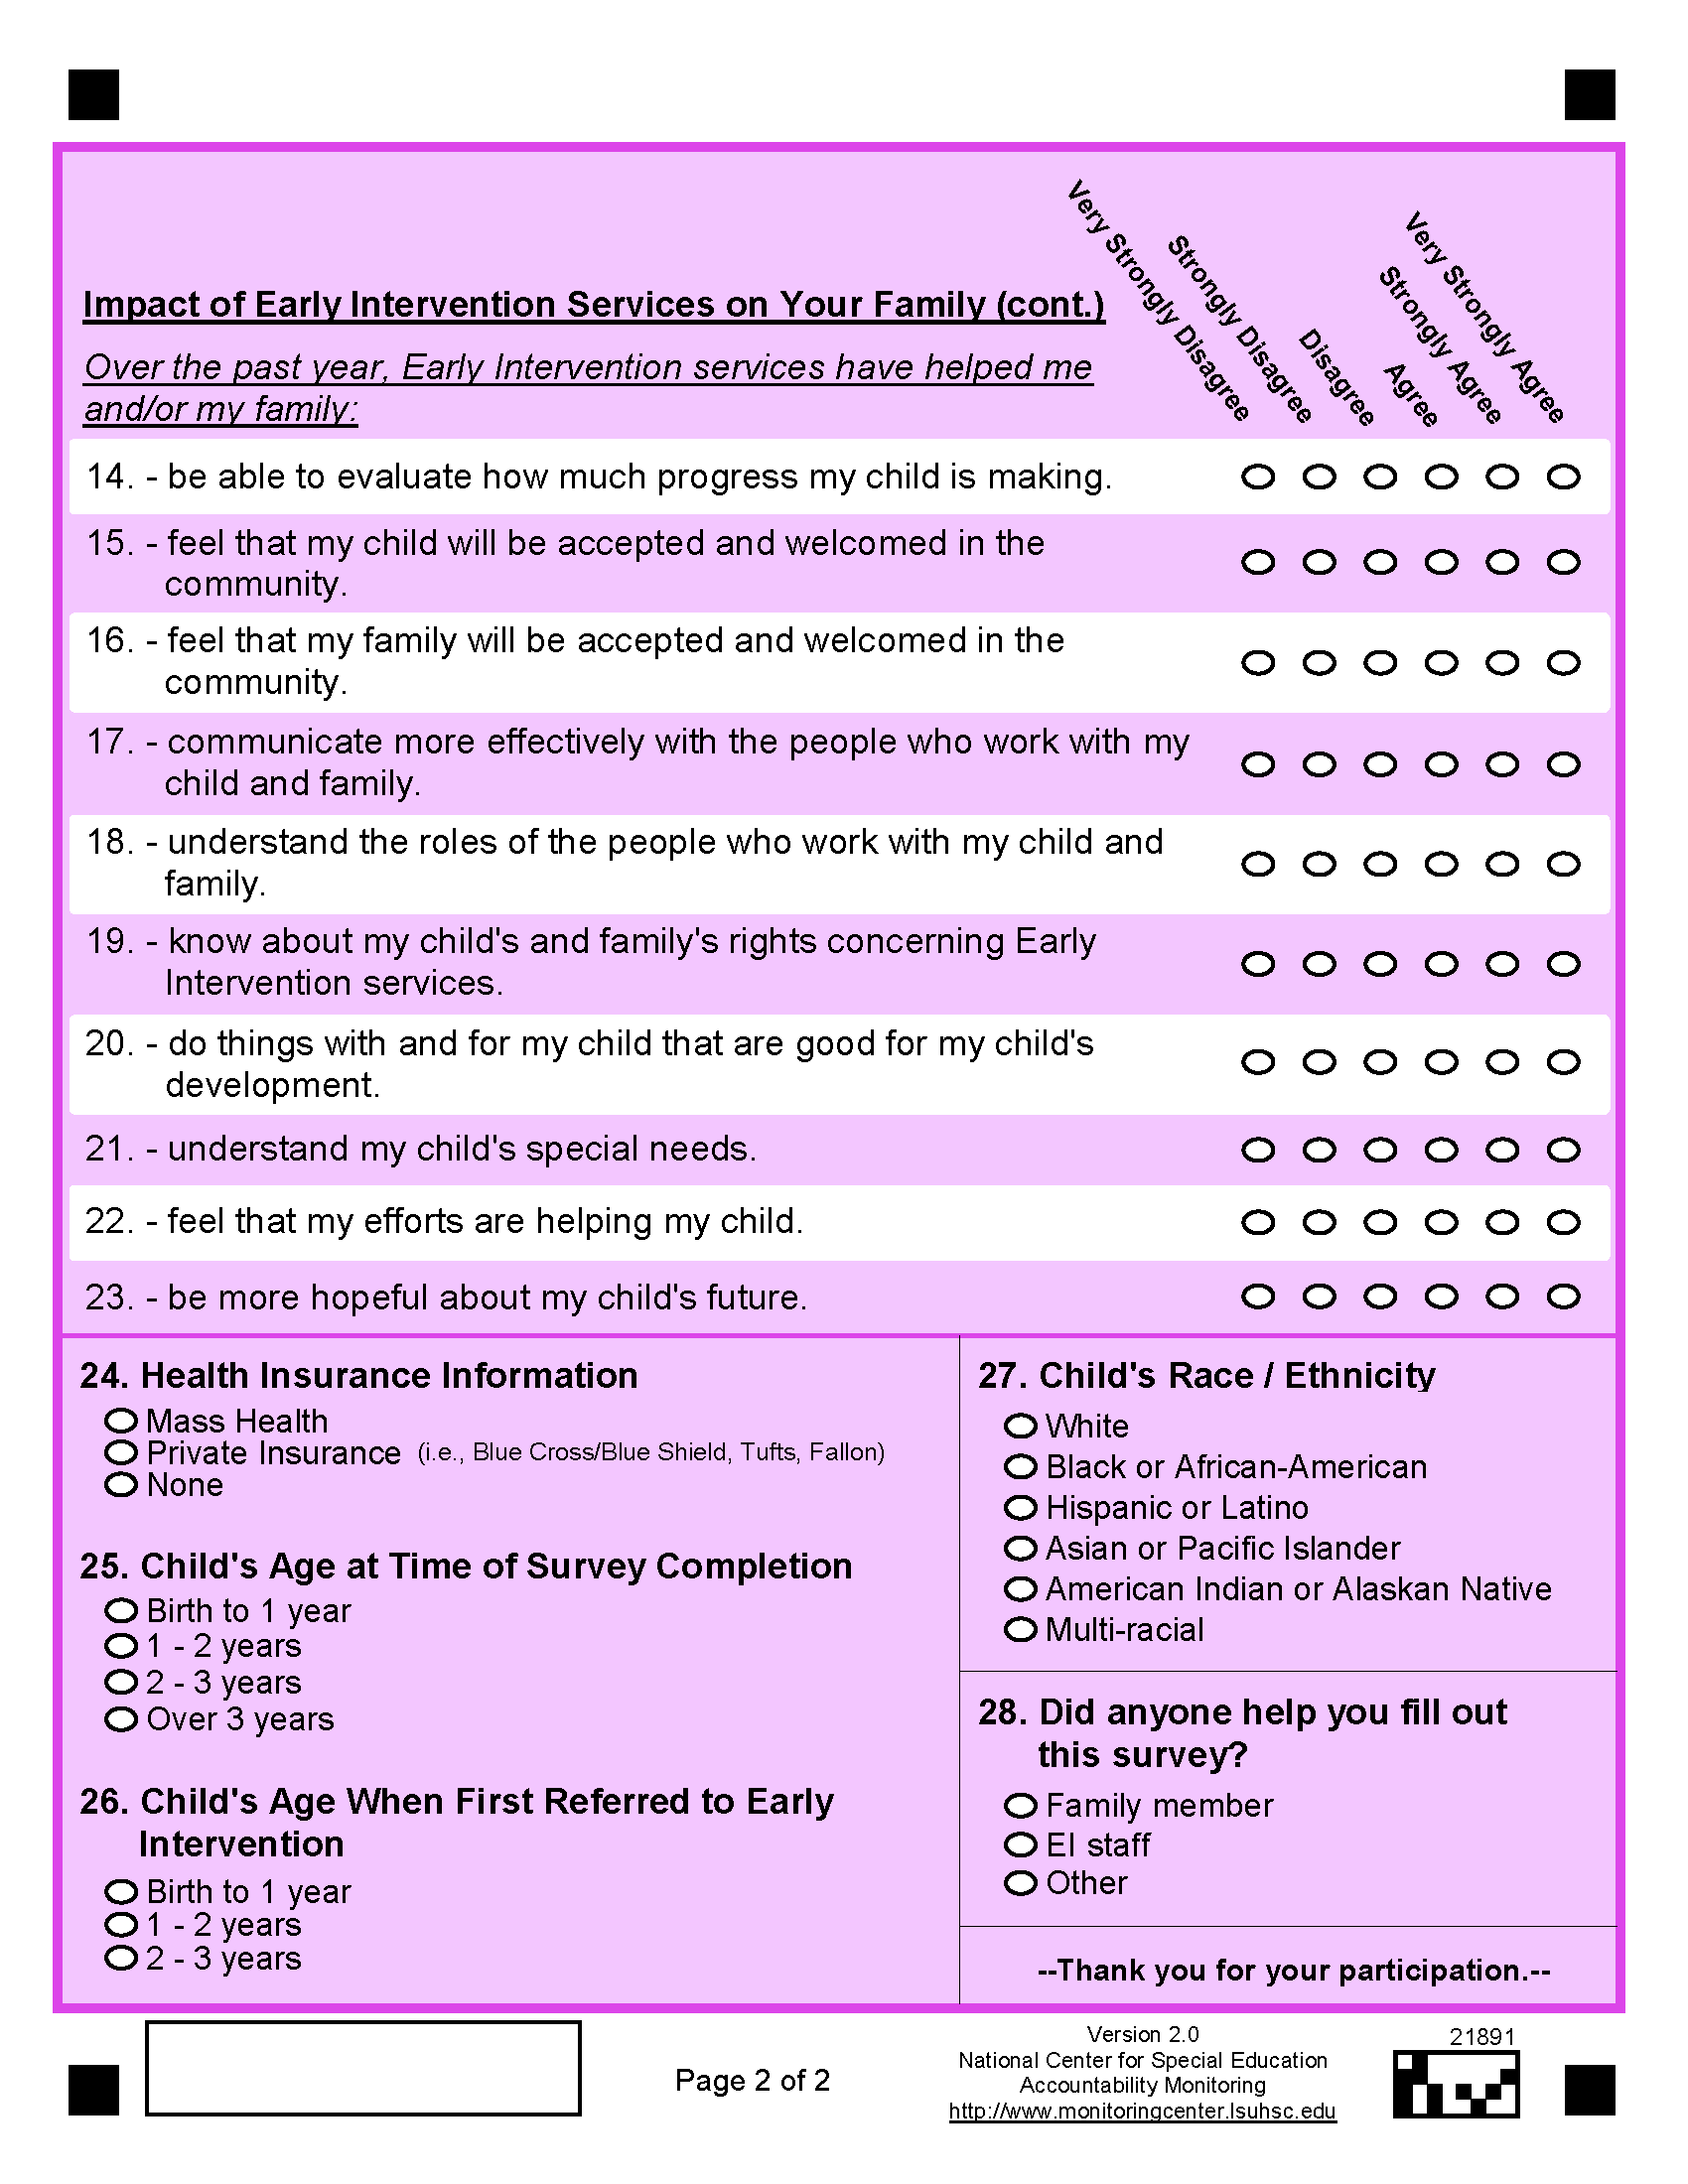 Very Strongly Disagree
Strongly Disagree
Disagree
Agree
Strongly Agree
Very Strongly Agree
Impact of Early Intervention Services on Your Family (cont.)
Over the past year, Early Intervention services have helped me
and/or my family:
14. - be able to evaluate how much progress my child is making.
15. - feel that my child will be accepted and welcomed in the
community.
16. - feel that my family will be accepted and welcomed in the
community.
17. - communicate more effectively with the people who work with my
child and family.
18. - understand the roles of the people who work with my child and
family.
19. - know about my child's and family's rights concerning Early
Intervention services.
20. - do things with and for my child that are good for my child's
development.
21. - understand my child's special needs.
22. - feel that my efforts are helping my child.
23. - be more hopeful about my child's future.
24. Health Insurance Information
Mass Health
Private Insurance (i.e., Blue Cross/Blue Shield, Tufts, Fallon)
None
25. Child's Age at Time of Survey Completion
Birth to 1 year
1 - 2 years
2 - 3 years
Over 3 years
26. Child's Age When First Referred to Early
Intervention
Birth to 1 year
1 - 2 years
2 - 3 years
27. Child's Race / Ethnicity
White
Black or African-American
Hispanic or Latino
Asian or Pacific Islander
American Indian or Alaskan Native
Multi-racial
28. Did anyone help you fill out
this survey?
Family member
EI staff
Other
--Thank you for your participation.--
Page 2 of 2
Version 2.0
National Center for Special Education
Accountability Monitoring
http://www.monitoringcenter.lsuhsc.edu
21891